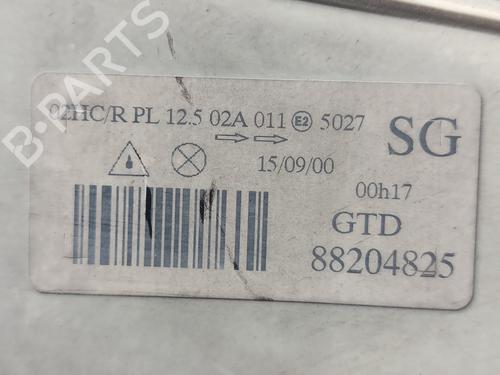 B-PARTS
02HC/R PL 12.5 02A 011 E2 5027
SG
15/09/00
00h17
GTD
88204825